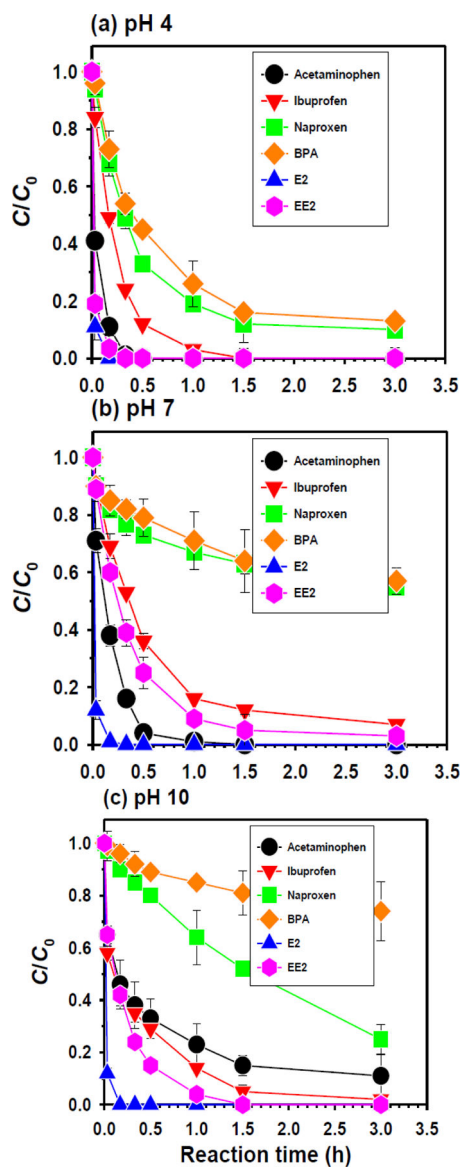 (a) pH 4
C/C0
1.0
0.8
0.6
0.4
0.2
0.0
Acetaminophen
Ibuprofen
Naproxen
BPA
E2
EE2
0.0 0.5 1.0 1.5 2.0 2.5 3.0 3.5
(b) pH 7
C/C0
1.0
0.8
0.6
0.4
0.2
0.0
Acetaminophen
Ibuprofen
Naproxen
BPA
E2
EE2
0.0 0.5 1.0 1.5 2.0 2.5 3.0 3.5
(c) pH 10
C/C0
1.0
0.8
0.6
0.4
0.2
0.0
Acetaminophen
Ibuprofen
Naproxen
BPA
E2
EE2
0.0 0.5 1.0 1.5 2.0 2.5 3.0 3.5
Reaction time (h)